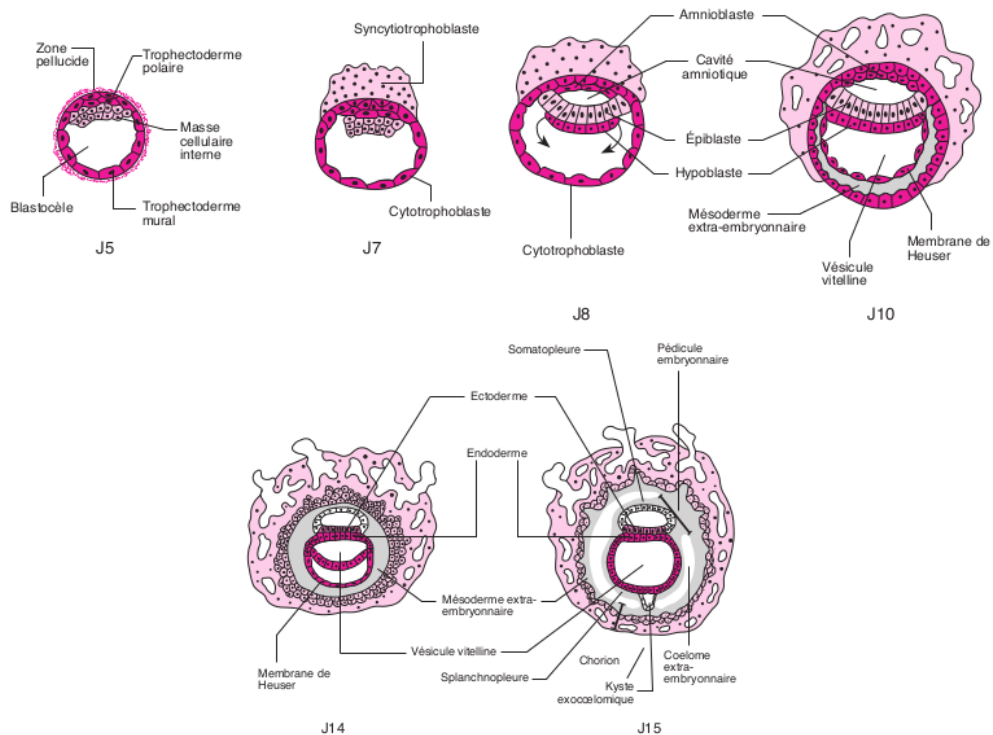 Zone
pellucide
Trophectoderme
polaire
Masse
cellulaire
interne
Blastocèle
Trophectoderme
mural
J5
Syncytiotrophoblaste
Cytotrophoblaste
J7
Amnioblaste
Cavité
amniotique
Épiblaste
Hypoblaste
Cytotrophoblaste
Mésoderme
extra-embryonnaire
Membrane de
Heuser
Vésicule
vitelline
J8
J10
Somatopleure
Pédicule
embryonnaire
Ectoderme
Endoderme
Mésoderme extra-
embryonnaire
Vésicule vitelline
Membrane de
Heuser
Splanchnopleure
Chorion
Kyste
exocœlomique
Coelome
extra-
embryonnaire
J14
J15